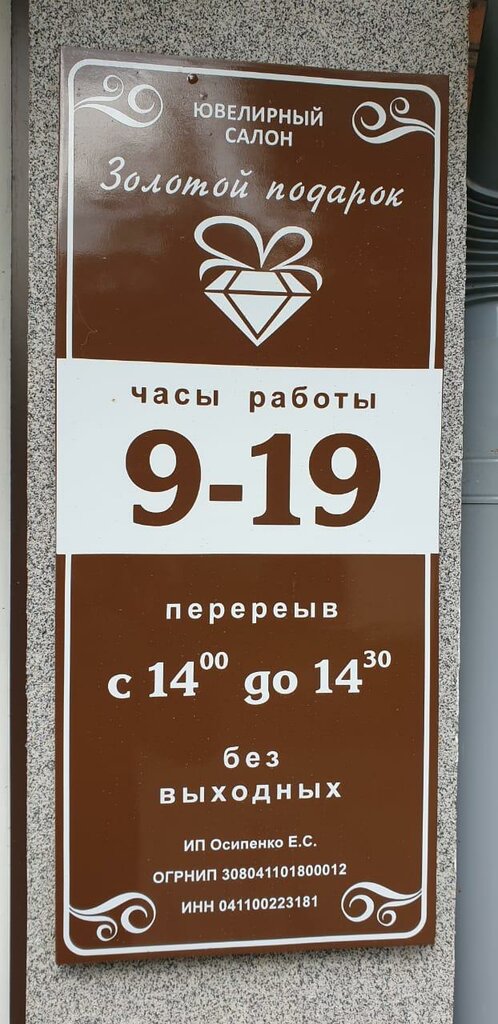 ЮВЕЛИРНЫЙ
САЛОН
Золотой подарок
часы работы
9-19
перереыв
с 14⁰⁰ до 14³⁰
без
выходных
ИП Осипенко Е.С.
ОГРНИП 308041101800012
ИНН 041100223181